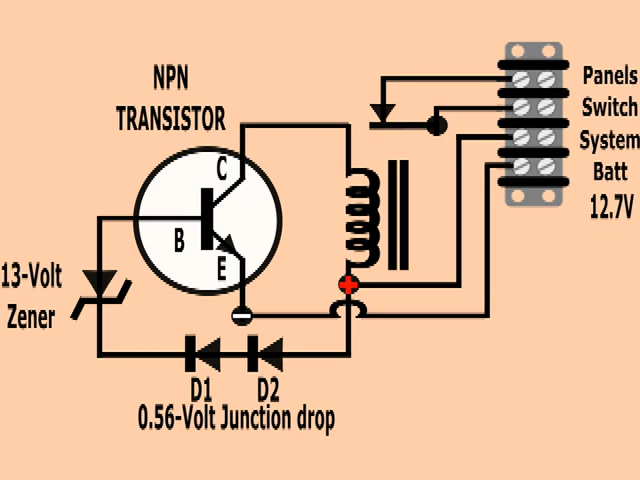 NPN
TRANSISTOR
C
B
E
13-Volt
Zener
D1
D2
0.56-Volt Junction drop
Panels
Switch
System
Batt
12.7V